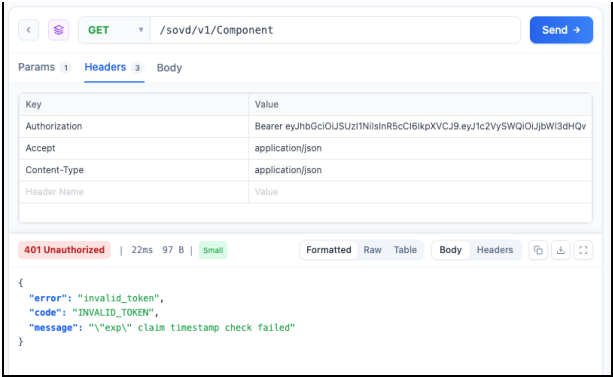 GET /sovd/v1/Component Send →
Params 1 Headers 3 Body
Key Value
Authorization Bearer eyJhbGciOiJSUzI1NiIsInR5cCI6IkpXVCJ9.eyJ1c2VySWQiOiJjbWl3dHQw
Accept application/json
Content-Type application/json
Header Name Value
401 Unauthorized | 22ms 97 B | Small Formatted Raw Table Body Headers
{
"error": "invalid_token",
"code": "INVALID_TOKEN",
"message": "\"exp\" claim timestamp check failed"
}